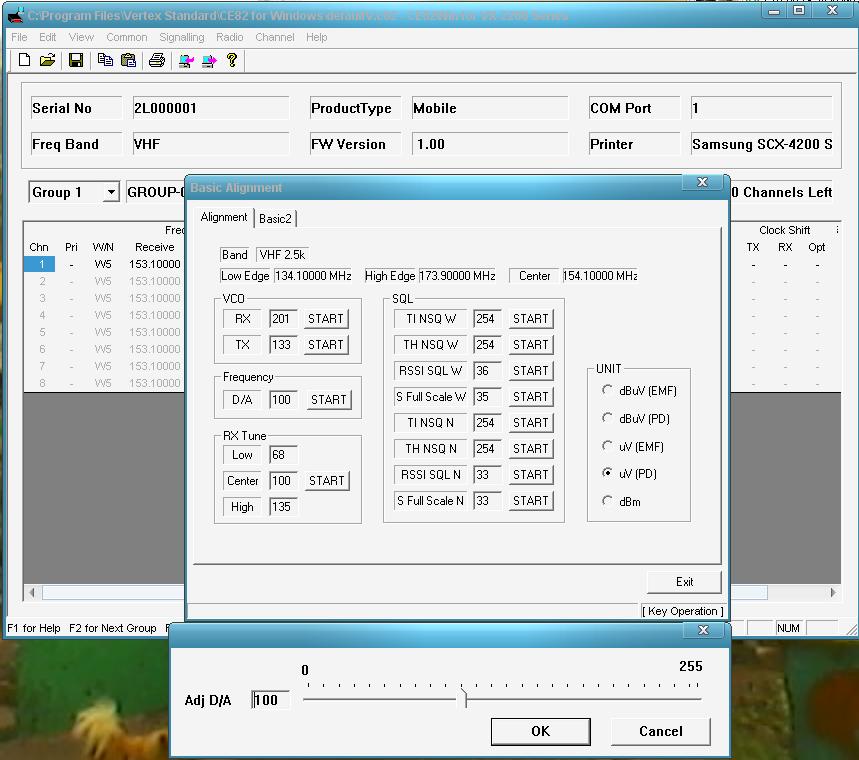 C:\Program Files\Vertex Standard\CE82 for Windows\default.c82 - CE82Win for VX-2200 Series
File Edit View Common Signalling Radio Channel Help
Serial No 2L000001 ProductType Mobile COM Port 1
Freq Band VHF FW Version 1.00 Printer Samsung SCX-4200 S
Group 1 GROUP-0 0 Channels Left
Basic Alignment
Alignment Basic2
Freq Clock Shift
Chn Pri W/N Receive TX RX Opt
1 - W5 153.10000 - - -
2 - W5 153.10000 - - -
3 - W5 153.10000 - - -
4 - W5 153.10000 - - -
5 - W5 153.10000 - - -
6 - W5 153.10000 - - -
7 - W5 153.10000 - - -
8 - W5 153.10000 - - -
Band VHF 2.5k
Low Edge 134.10000 MHz High Edge 173.90000 MHz Center 154.10000 MHz
VCO
RX 201 START
TX 133 START
Frequency
D/A 100 START
RX Tune
Low 68
Center 100 START
High 135
SQL
TI NSQ W 254 START
TH NSQ W 254 START
RSSI SQL W 36 START
S Full Scale W 35 START
TI NSQ N 254 START
TH NSQ N 254 START
RSSI SQL N 33 START
S Full Scale N 33 START
UNIT
dBuV (EMF)
dBuV (PD)
uV (EMF)
uV (PD)
dBm
Exit
[ Key Operation ]
F1 for Help F2 for Next Group F NUM
0 255
Adj D/A 100
OK Cancel